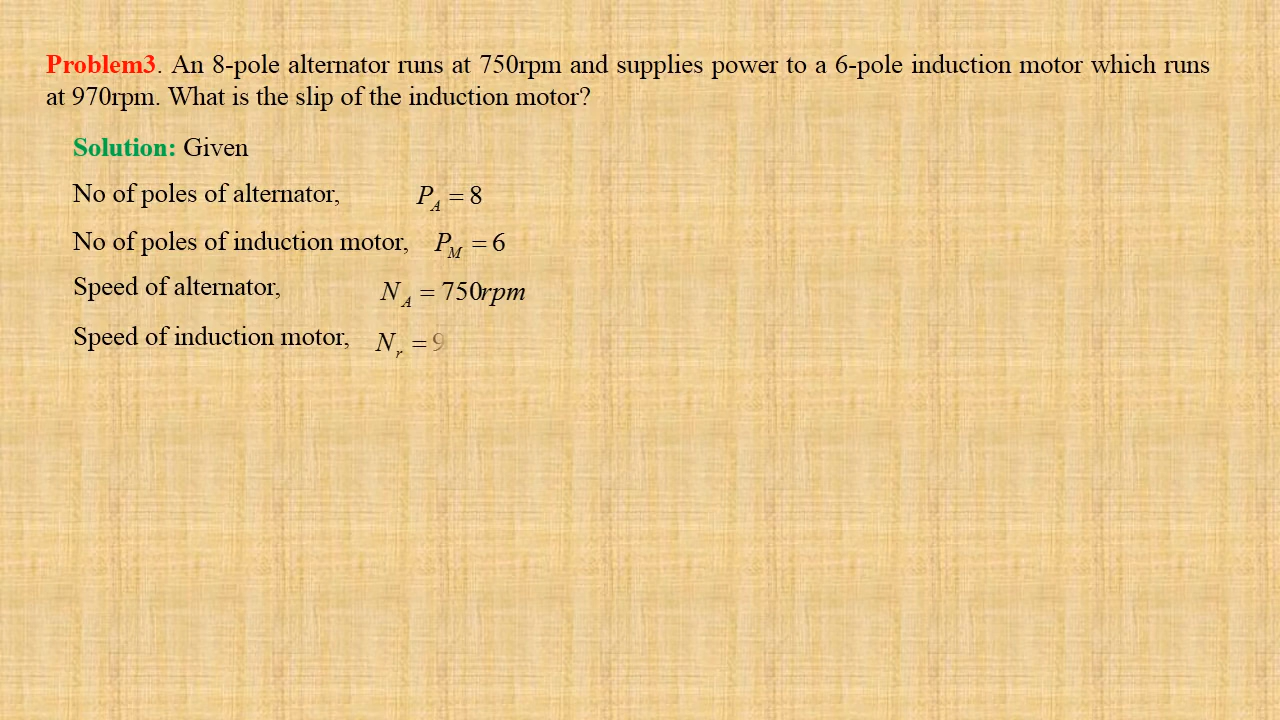 Problem3. An 8-pole alternator runs at 750rpm and supplies power to a 6-pole induction motor which runs
at 970rpm. What is the slip of the induction motor?
Solution: Given
No of poles of alternator, P_A = 8
No of poles of induction motor, P_M = 6
Speed of alternator, N_A = 750rpm
Speed of induction motor, N_r = 9